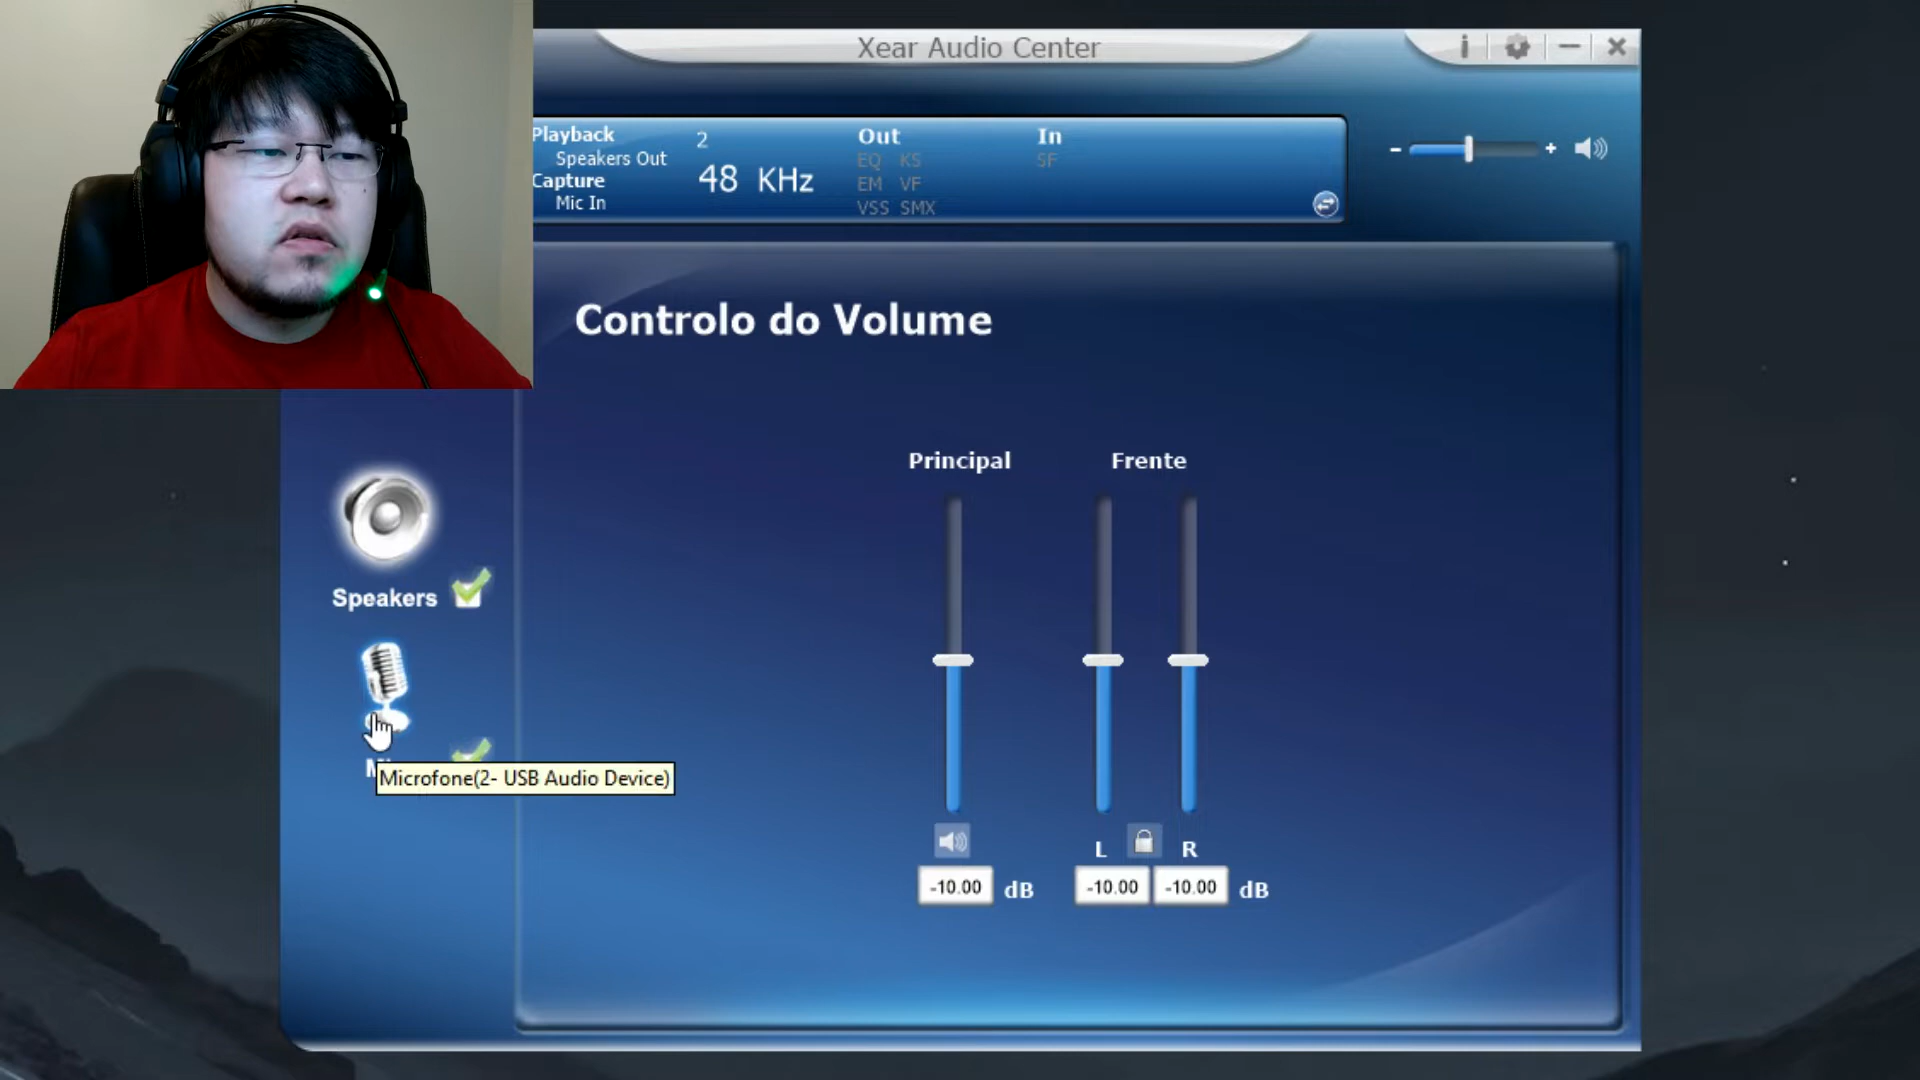 Xear Audio Center
Playback
Speakers Out
Capture
Mic In
2
48 KHz
Out
EQ KS
EM VF
VSS SMX
In
SF
- +
Controlo do Volume
Speakers
Microfone(2- USB Audio Device)
Principal
Frente
L R
-10.00 dB
-10.00 -10.00 dB